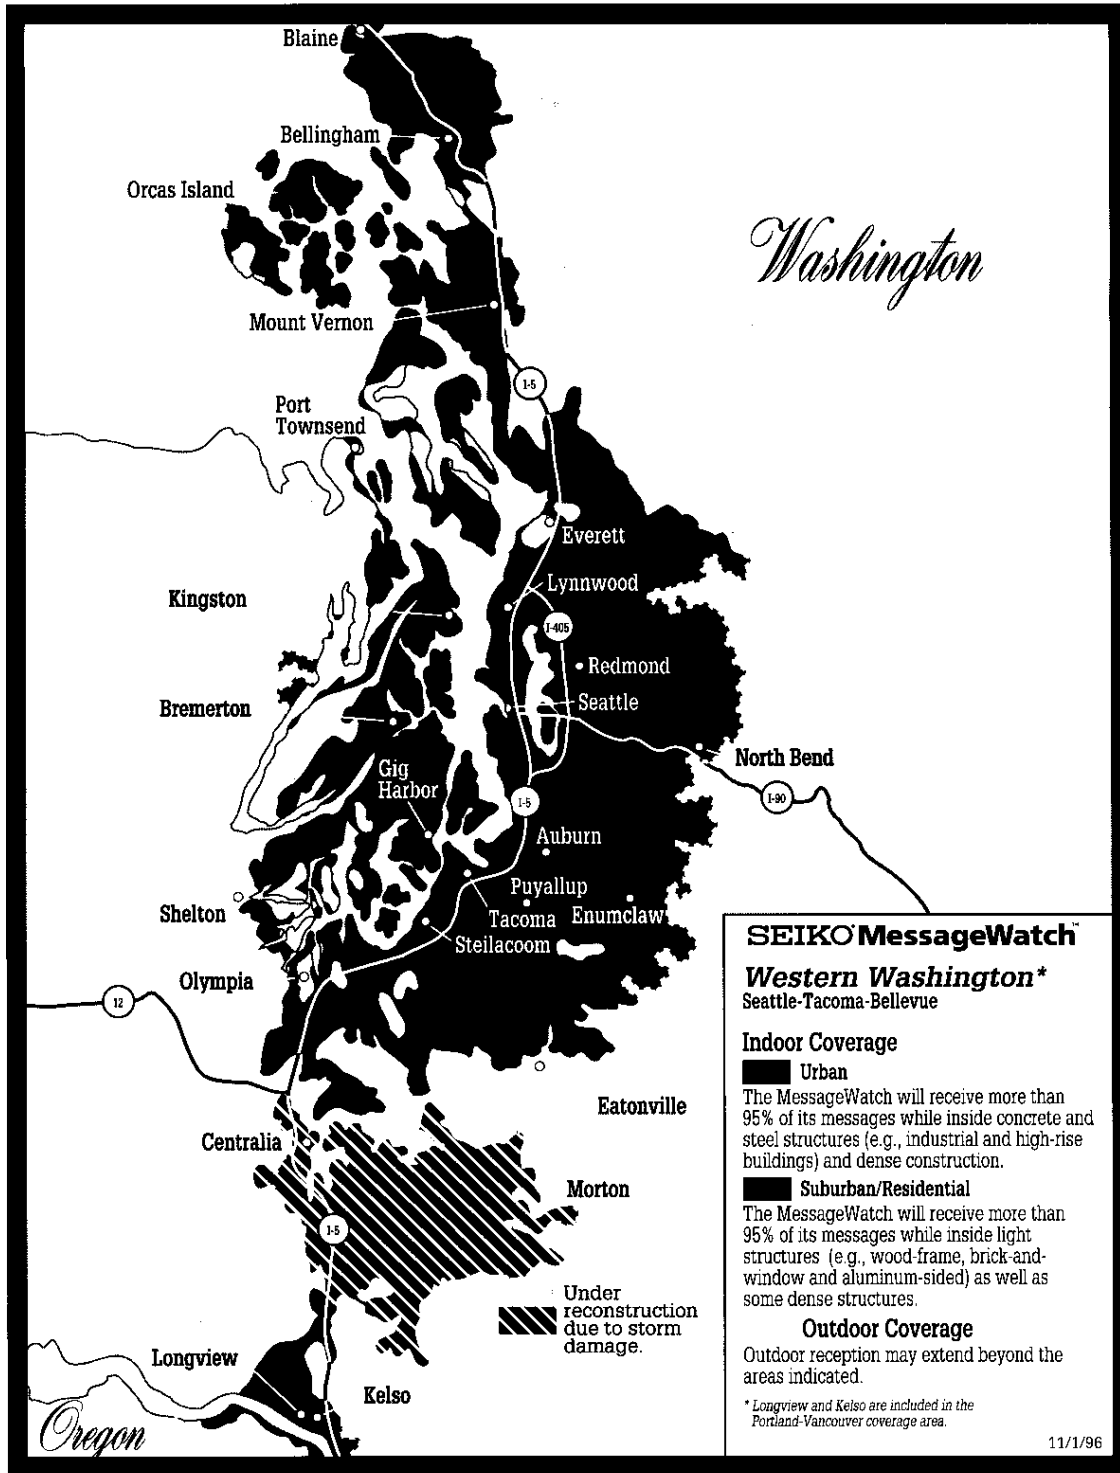 Blaine
Bellingham
Orcas Island
Washington
Mount Vernon
I-5
Port
Townsend
Everett
Lynnwood
Kingston
I-405
Redmond
Seattle
Bremerton
North Bend
Gig
Harbor
I-90
I-5
Auburn
Puyallup
Shelton
Tacoma
Enumclaw
Steilacoom
Olympia
12
Eatonville
Centralia
Morton
I-5
Under
reconstruction
due to storm
damage.
Longview
Kelso
Oregon
SEIKO MessageWatch™
Western Washington*
Seattle-Tacoma-Bellevue
Indoor Coverage
Urban
The MessageWatch will receive more than
95% of its messages while inside concrete and
steel structures (e.g., industrial and high-rise
buildings) and dense construction.
Suburban/Residential
The MessageWatch will receive more than
95% of its messages while inside light
structures (e.g., wood-frame, brick-and-
window and aluminum-sided) as well as
some dense structures.
Outdoor Coverage
Outdoor reception may extend beyond the
areas indicated.
* Longview and Kelso are included in the
Portland-Vancouver coverage area.
11/1/96